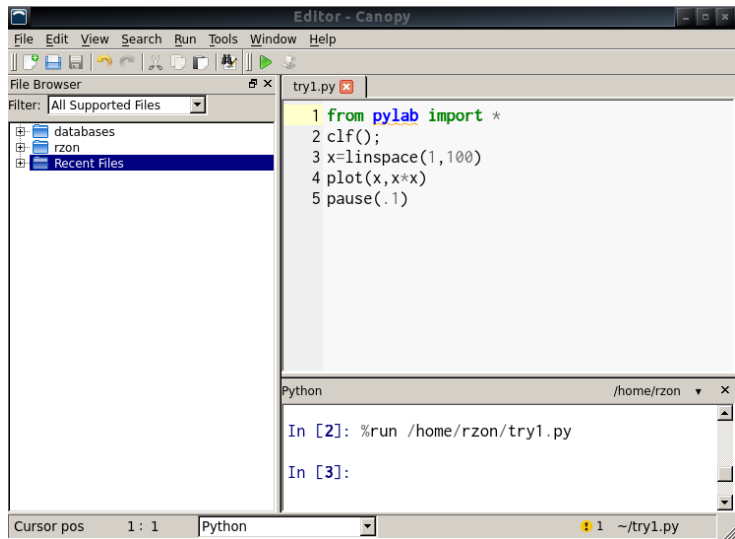 Editor - Canopy
File Edit View Search Run Tools Window Help
File Browser
Filter: All Supported Files
databases
rzon
Recent Files
try1.py
1 from pylab import *
2 clf();
3 x=linspace(1,100)
4 plot(x,x*x)
5 pause(.1)
Python /home/rzon
In [2]: %run /home/rzon/try1.py
In [3]:
Cursor pos 1 : 1 Python 1 ~/try1.py